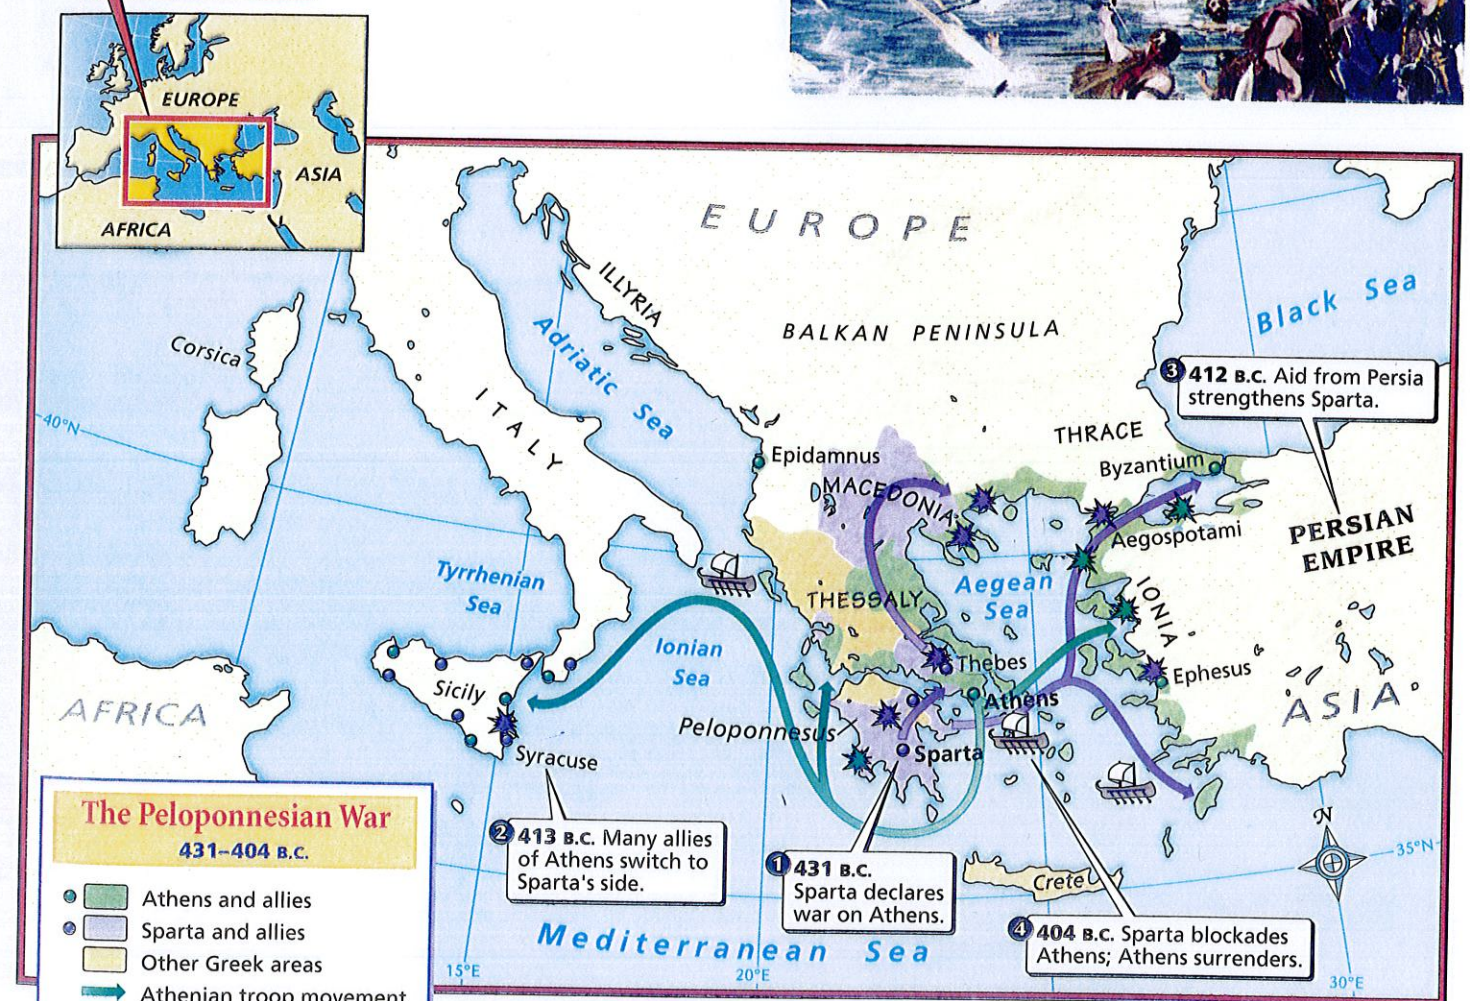 EUROPE
ASIA
AFRICA
EUROPE
ILLYRIA
BALKAN PENINSULA
Black Sea
Corsica
Adriatic Sea
ITALY
40°N
3 412 B.C. Aid from Persia
strengthens Sparta.
THRACE
Epidamnus
Byzantium
MACEDONIA
Aegospotami
PERSIAN
EMPIRE
Tyrrhenian
Sea
THESSALY
Aegean
Sea
IONIA
Ionian
Sea
Thebes
Ephesus
Sicily
AFRICA
Athens
ASIA
Peloponnesus
Sparta
Syracuse
The Peloponnesian War
431–404 B.C.
Athens and allies
Sparta and allies
Other Greek areas
Athenian troop movement
2 413 B.C. Many allies
of Athens switch to
Sparta's side.
1 431 B.C.
Sparta declares
war on Athens.
N
35°N
Crete
4 404 B.C. Sparta blockades
Athens; Athens surrenders.
Mediterranean Sea
15°E
20°E
30°E